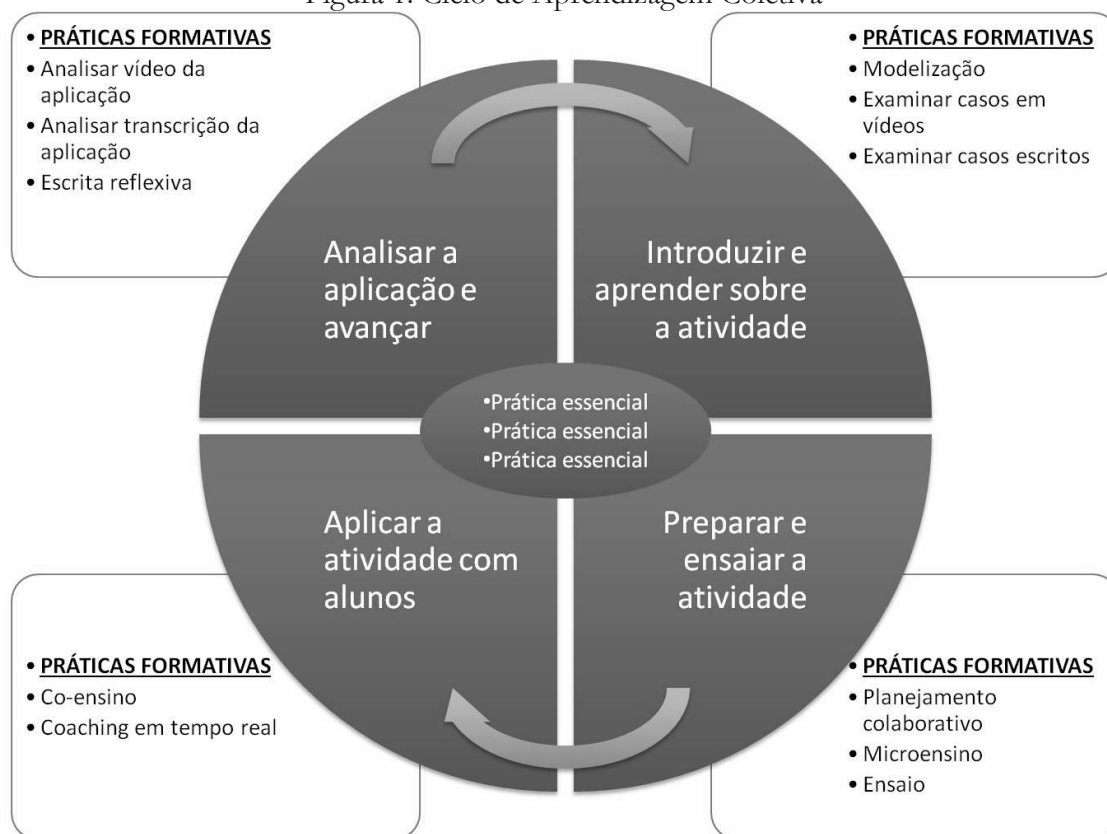 Figura 1. Ciclo de Aprendizagem Coletiva
• PRÁTICAS FORMATIVAS
• Analisar vídeo da
aplicação
• Analisar transcrição da
aplicação
• Escrita reflexiva
• PRÁTICAS FORMATIVAS
• Modelização
• Examinar casos em
vídeos
• Examinar casos escritos
Analisar a
aplicação e
avançar
Introduzir e
aprender sobre
a atividade
•Prática essencial
•Prática essencial
•Prática essencial
Aplicar a
atividade com
alunos
Preparar e
ensaiar a
atividade
• PRÁTICAS FORMATIVAS
• Co-ensino
• Coaching em tempo real
• PRÁTICAS FORMATIVAS
• Planejamento
colaborativo
• Microensino
• Ensaio